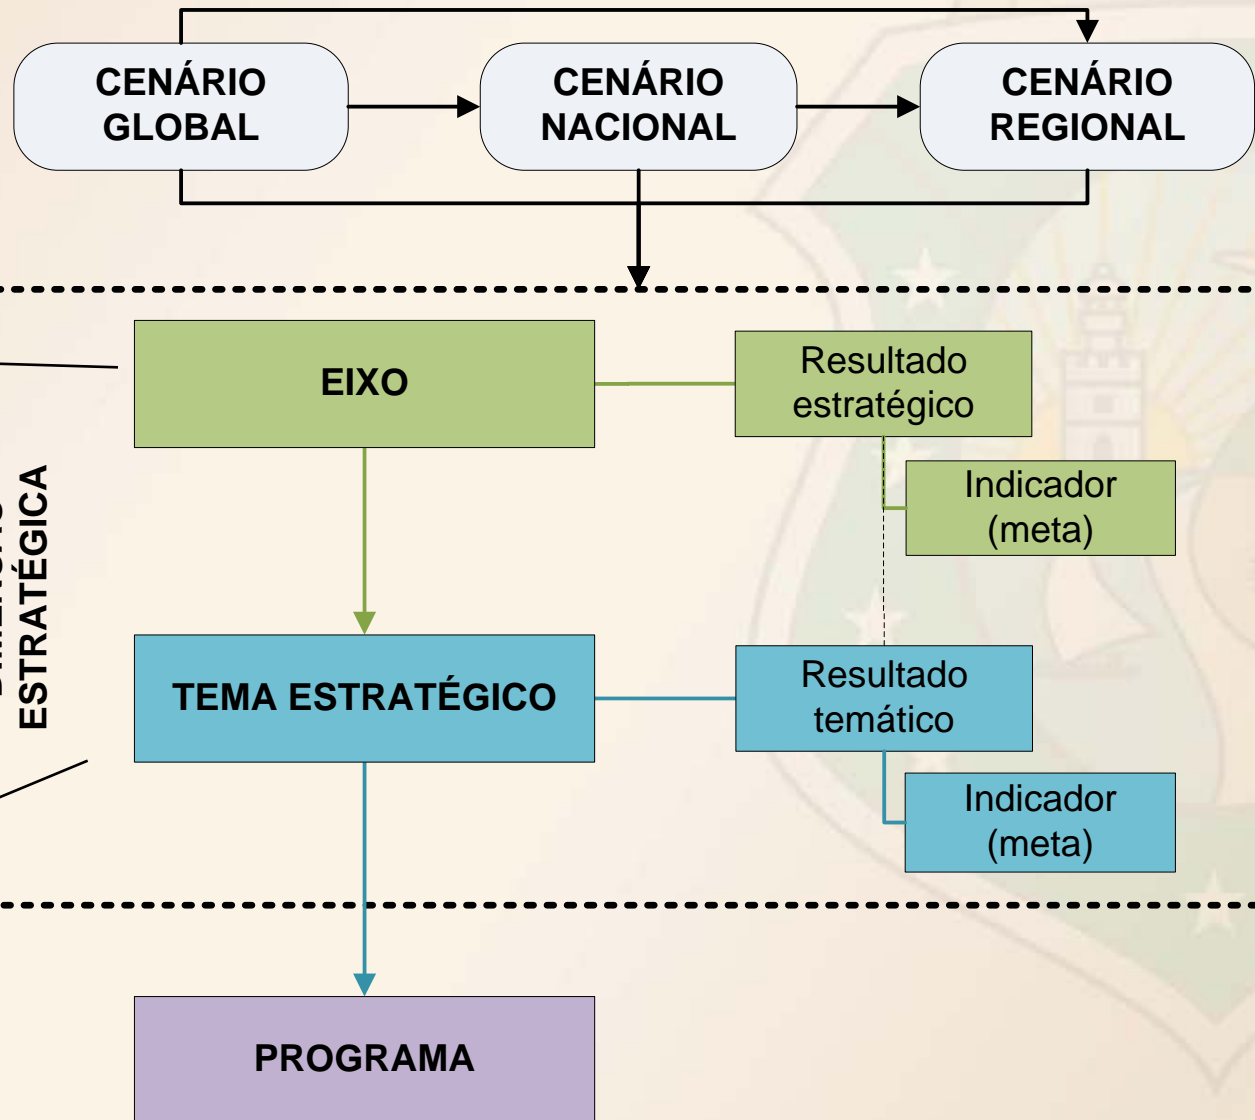 CENÁRIO
GLOBAL
CENÁRIO
NACIONAL
CENÁRIO
REGIONAL
EIXO
Resultado
estratégico
Indicador
(meta)
ESTRATÉGICA
TEMA ESTRATÉGICO
Resultado
temático
Indicador
(meta)
PROGRAMA